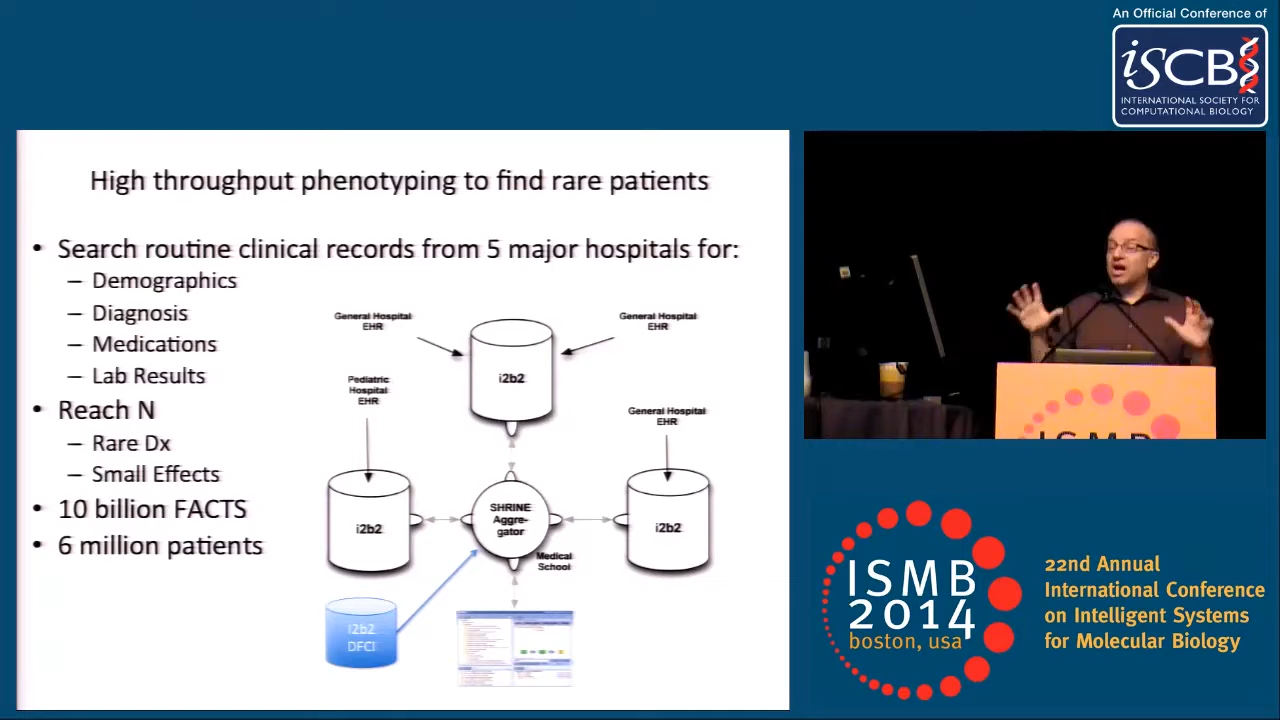 An Official Conference of
iSCB
INTERNATIONAL SOCIETY FOR
COMPUTATIONAL BIOLOGY
High throughput phenotyping to find rare patients
• Search routine clinical records from 5 major hospitals for:
– Demographics
– Diagnosis
– Medications
– Lab Results
• Reach N
– Rare Dx
– Small Effects
• 10 billion FACTS
• 6 million patients
General Hospital
EHR
General Hospital
EHR
i2b2
Pediatric
Hospital
EHR
General Hospital
EHR
i2b2
SHRINE
Aggre-
gator
i2b2
Medical
School
I2b2
DFCI
ISMB
ISMB
2014
boston, usa
22nd Annual
International Conference
on Intelligent Systems
for Molecular Biology